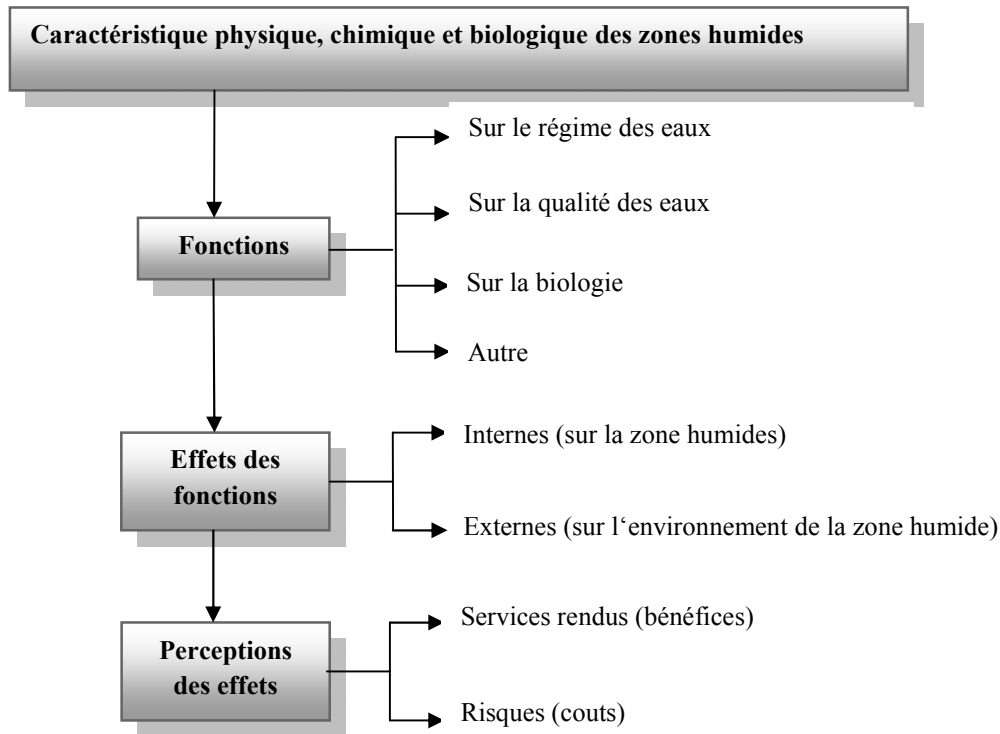 Caractéristique physique, chimique et biologique des zones humides
Sur le régime des eaux
Sur la qualité des eaux
Fonctions
Sur la biologie
Autre
Internes (sur la zone humides)
Effets des
fonctions
Externes (sur l‘environnement de la zone humide)
Services rendus (bénéfices)
Perceptions
des effets
Risques (couts)